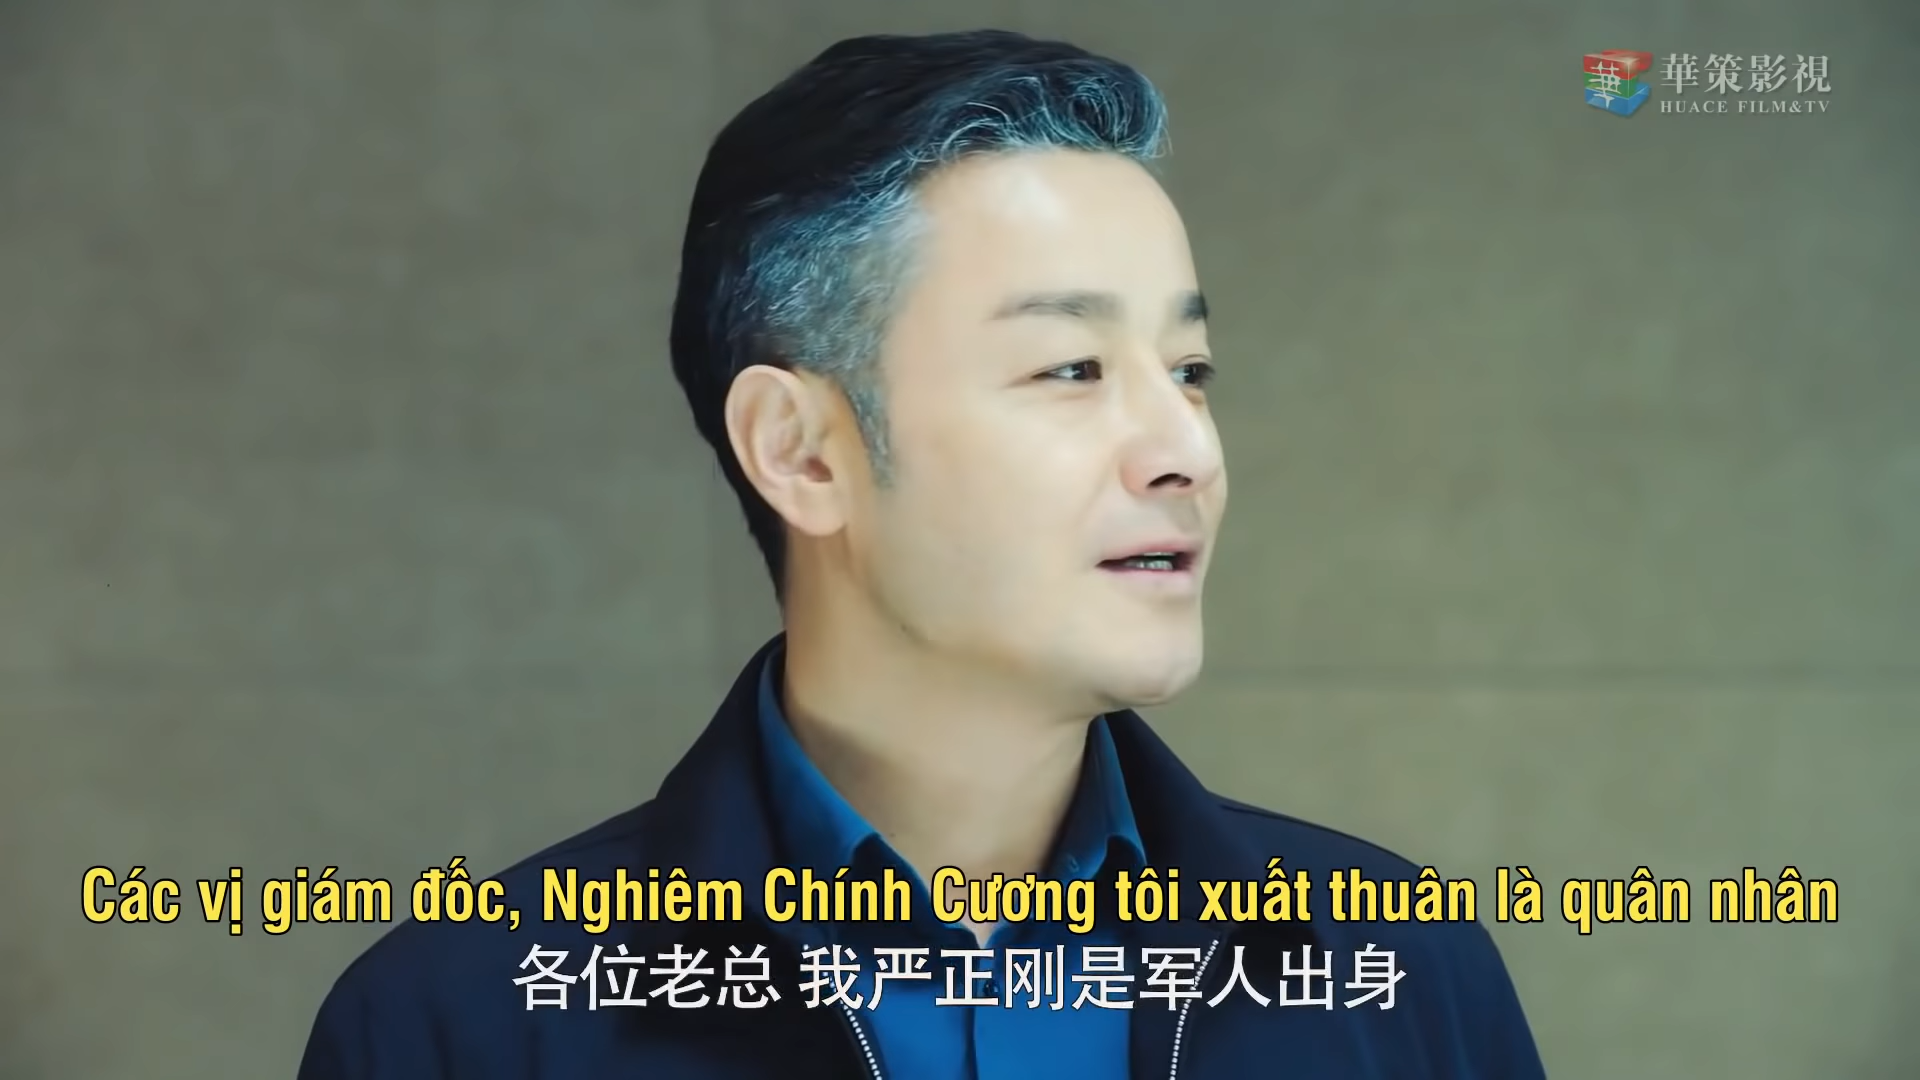 華策影視
HUACE FILM&TV
Các vị giám đốc, Nghiêm Chính Cương tôi xuất thuân là quân nhân
各位老总 我严正刚是军人出身